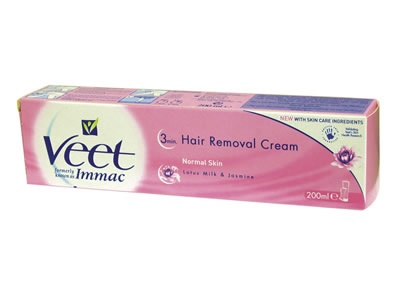 Veet
formerly
known as Immac
3min. Hair Removal Cream
Normal Skin
Lotus Milk & Jasmine
NEW WITH SKIN CARE INGREDIENTS
200ml e